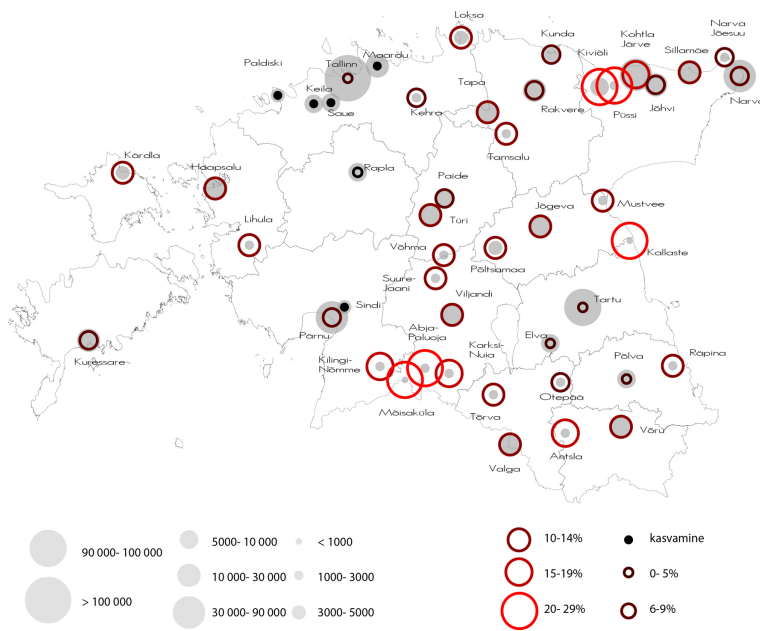 Loksa
Narva
Jõesuu
Kunda
Kohtla
Järve
Kiviõli
Sillamäe
Maardu
Tallinn
Paldiski
Keila
Saue
Kehra
Tapa
Rakvere
Püssi
Jõhvi
Narva
Tamsalu
Kärdla
Haapsalu
Rapla
Paide
Türi
Jõgeva
Mustvee
Lihula
Võhma
Põltsamaa
Kallaste
Suure-
Jaani
Viljandi
Sindi
Pärnu
Tartu
Abja-
Paluoja
Karksi-
Nuia
Elva
Kuressare
Kilingi-
Nõmme
Põlva
Räpina
Mõisaküla
Otepää
Tõrva
Valga
Antsla
Võru
90 000- 100 000
> 100 000
5000- 10 000
10 000- 30 000
30 000- 90 000
< 1000
1000- 3000
3000- 5000
10-14%
15-19%
20- 29%
kasvamine
0- 5%
6-9%